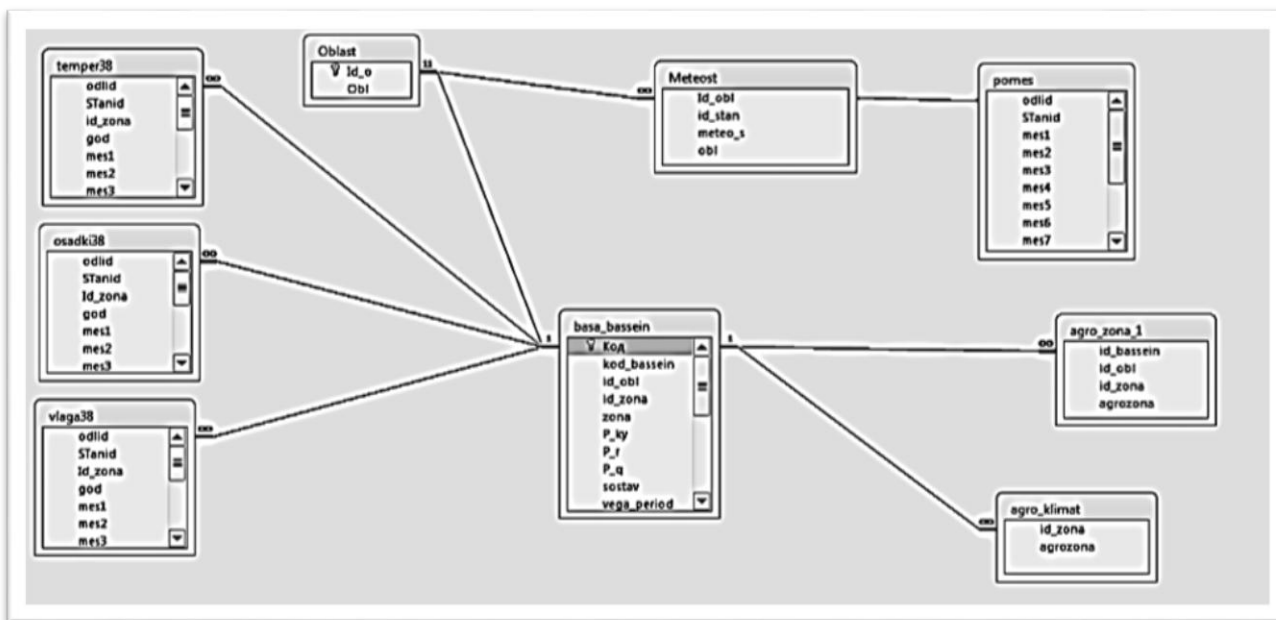 temper38
odlid
STanid
id_zona
god
mes1
mes2
mes3
Oblast
Id_o
Obl
Meteost
Id_obl
id_stan
meteo_s
obl
pomes
odlid
STanid
mes1
mes2
mes3
mes4
mes5
mes6
mes7
osadki38
odlid
STanid
Id_zona
god
mes1
mes2
mes3
vlaga38
odlid
STanid
Id_zona
god
mes1
mes2
mes3
basa_bassein
Код
kod_bassein
id_obl
id_zona
zona
P_ky
P_r
P_q
sostav
vega_period
agro_zona_1
id_bassein
id_obl
id_zona
agrozona
agro_klimat
id_zona
agrozona
∞
11
∞
∞
∞
1
1
∞
∞